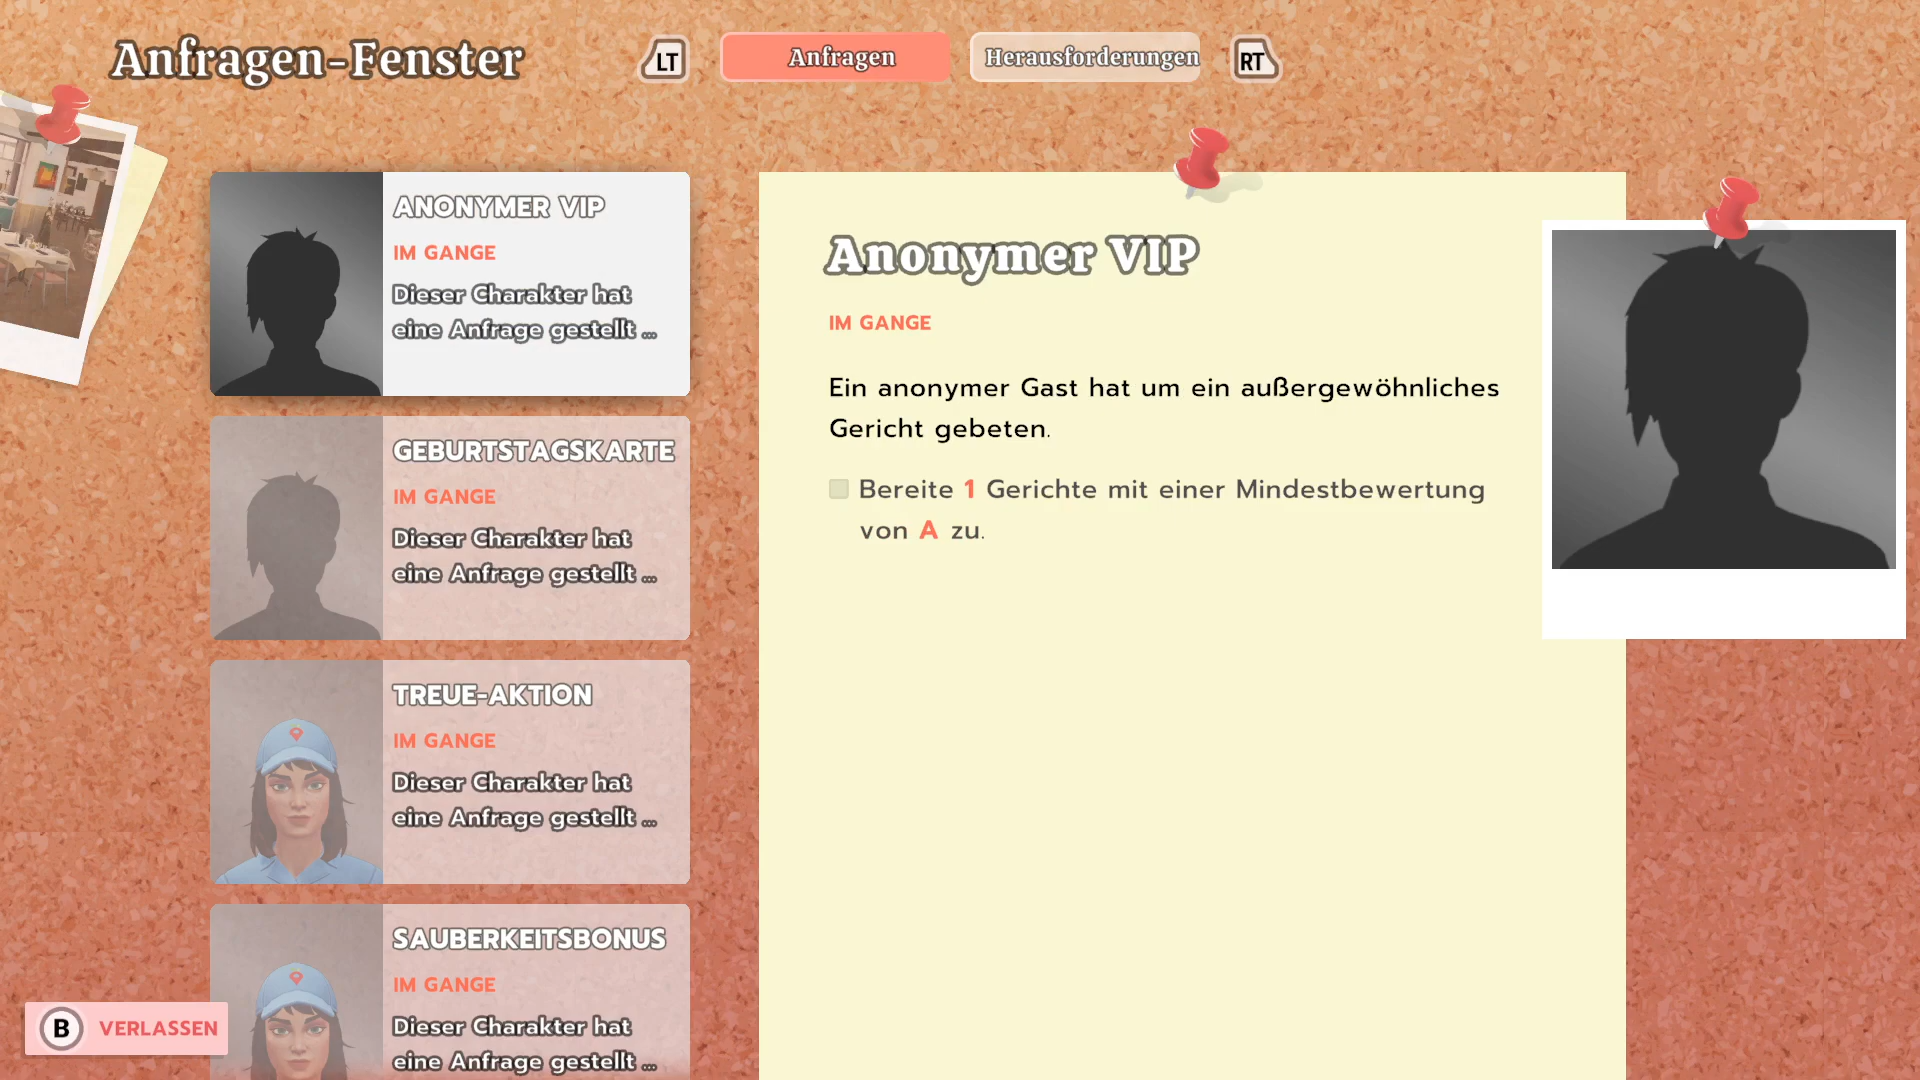 Anfragen-Fenster
LT
Anfragen
Herausforderungen
RT
ANONYMER VIP
IM GANGE
Dieser Charakter hat
eine Anfrage gestellt ...
GEBURTSTAGSKARTE
IM GANGE
Dieser Charakter hat
eine Anfrage gestellt ...
TREUE-AKTION
IM GANGE
Dieser Charakter hat
eine Anfrage gestellt ...
SAUBERKEITSBONUS
IM GANGE
Dieser Charakter hat
eine Anfrage gestellt ...
Anonymer VIP
IM GANGE
Ein anonymer Gast hat um ein außergewöhnliches
Gericht gebeten.
Bereite 1 Gerichte mit einer Mindestbewertung
von A zu.
B VERLASSEN